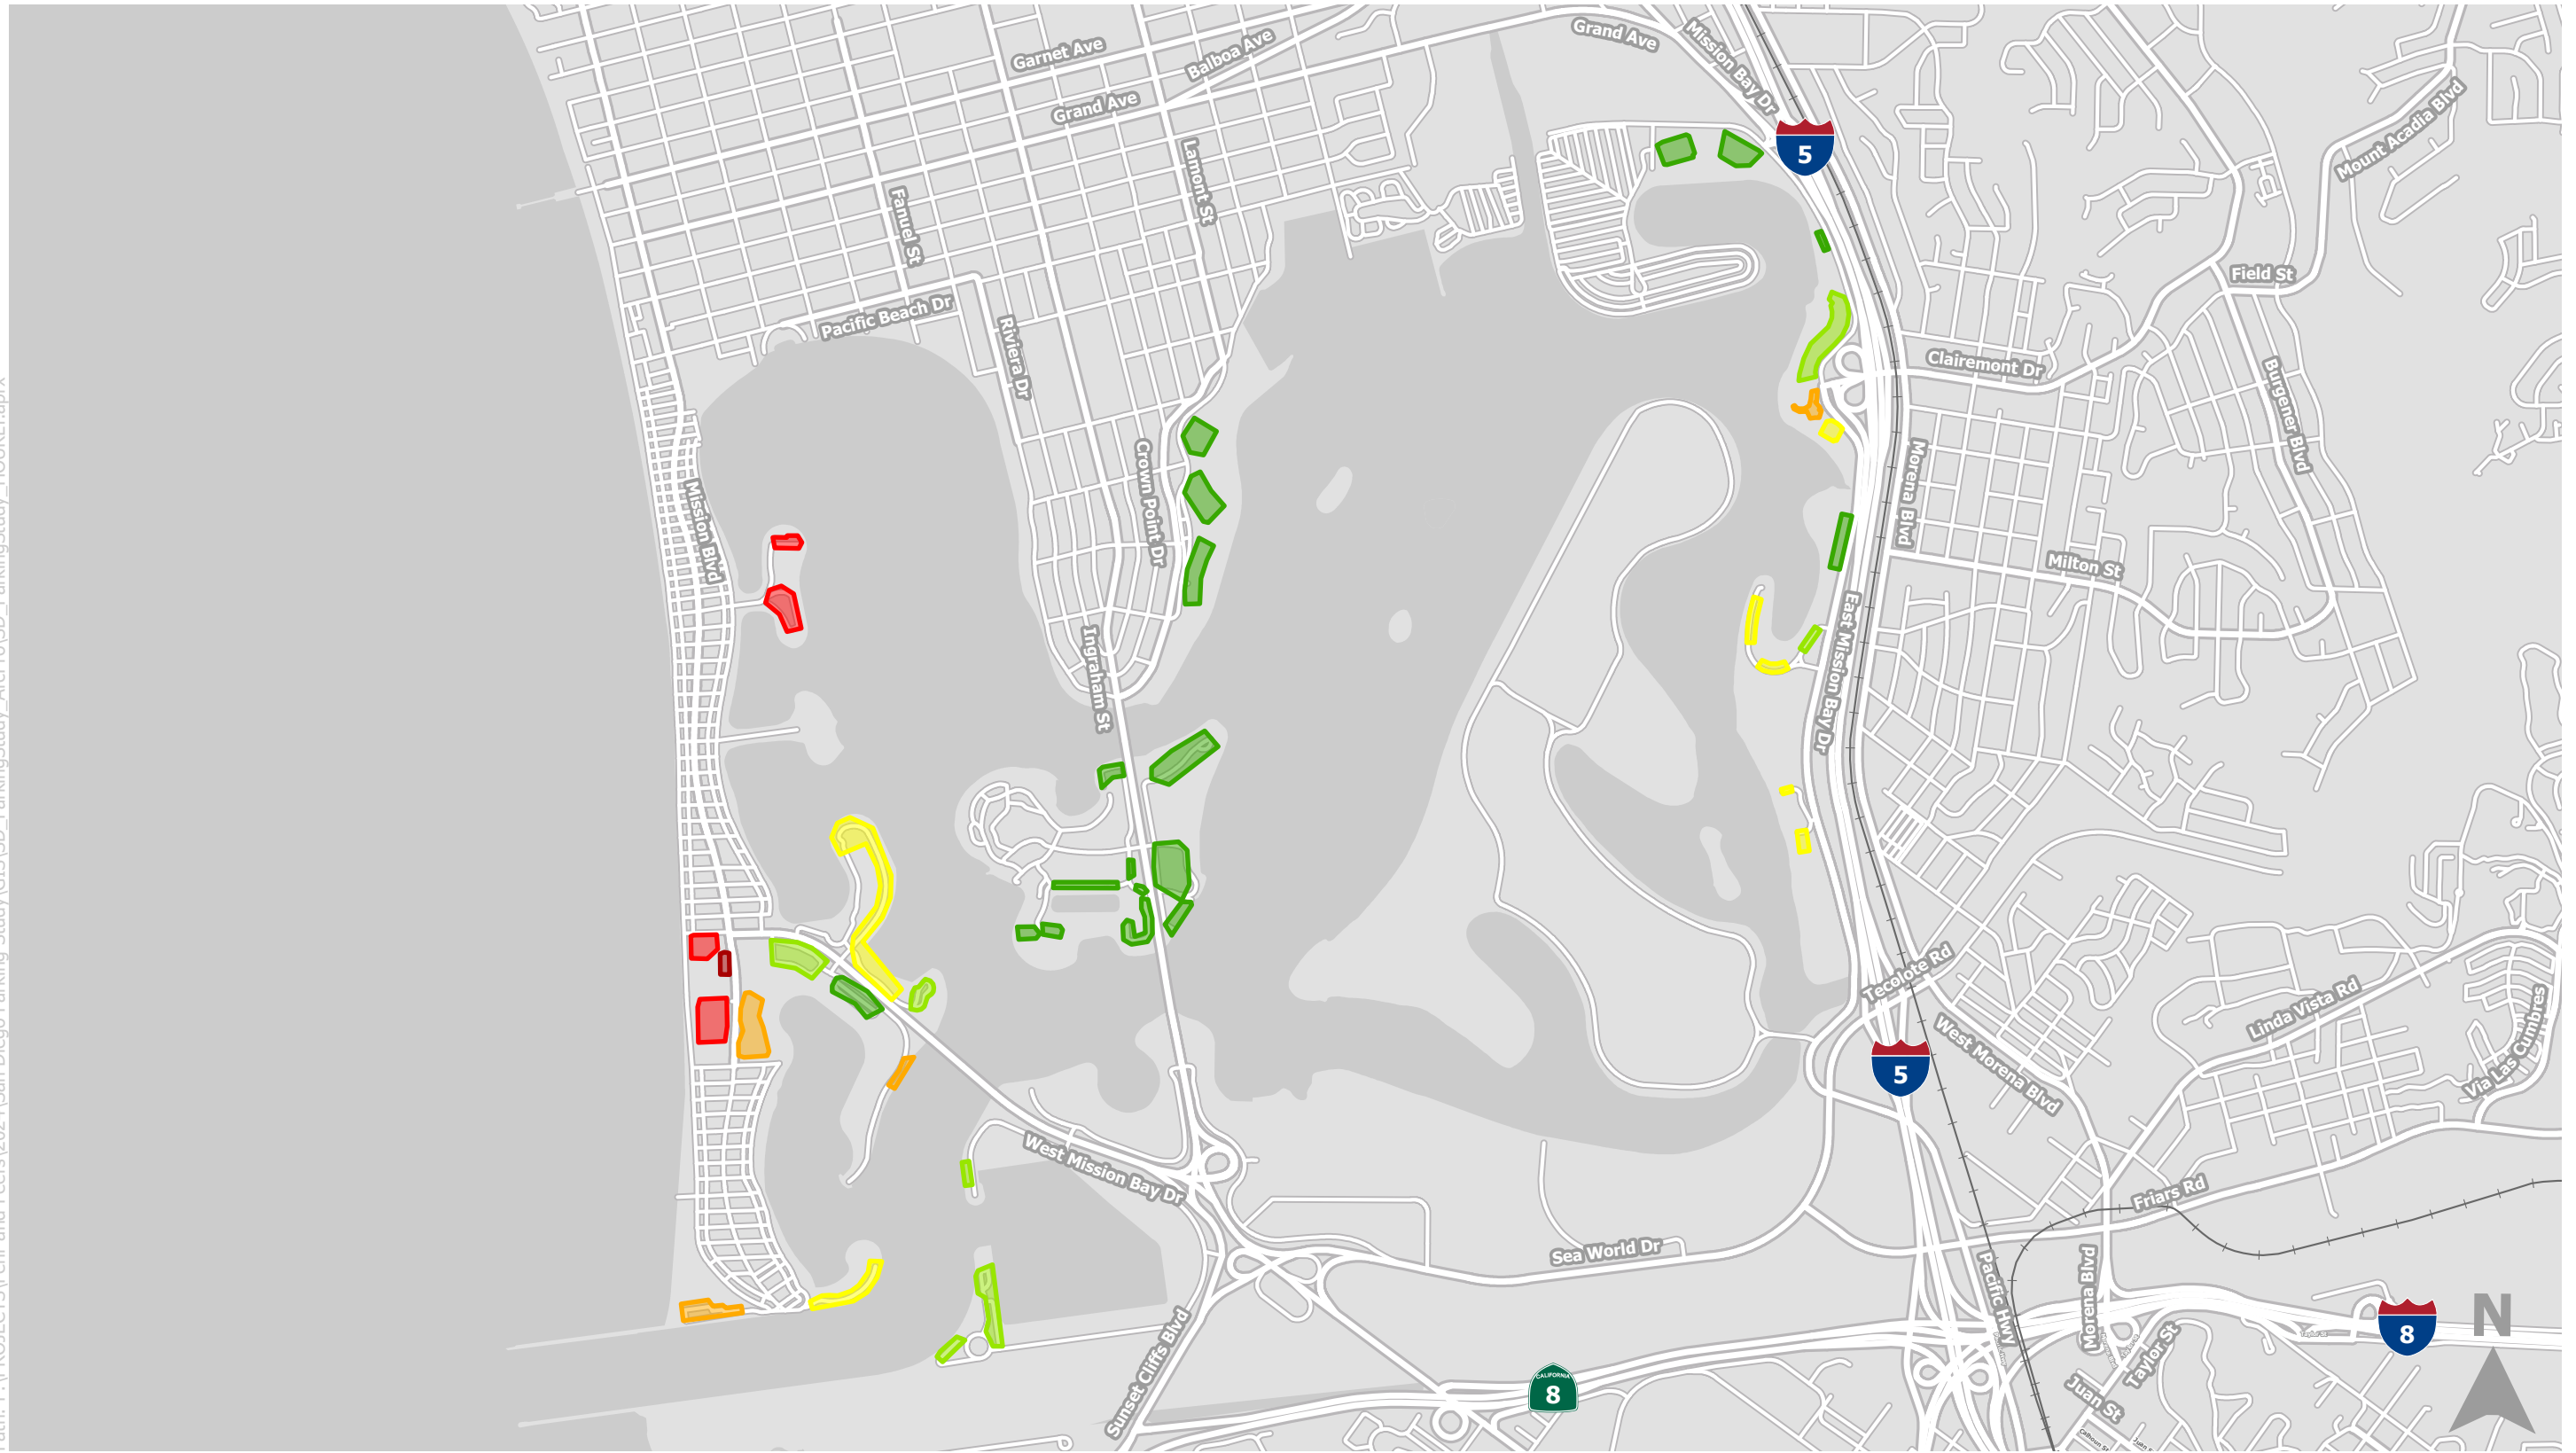 Garnet Ave
Balboa Ave
Grand Ave
Grand Ave
Mission Bay Dr
5
Mount Acadia Blvd
Lamont St
Fanuel St
Field St
Pacific Beach Dr
Riviera Dr
Clairemont Dr
Burgener Blvd
Crown Point Dr
Morena Blvd
Mission Blvd
Milton St
Ingraham St
East Mission Bay Dr
Tecolote Rd
Linda Vista Rd
Via Las Cumbres
West Morena Blvd
5
West Mission Bay Dr
Friars Rd
Sea World Dr
Pacific Hwy
Morena Blvd
Taylor St
8
N
Sunset Cliffs Blvd
CALIFORNIA
8
Juan St
Calhoun St